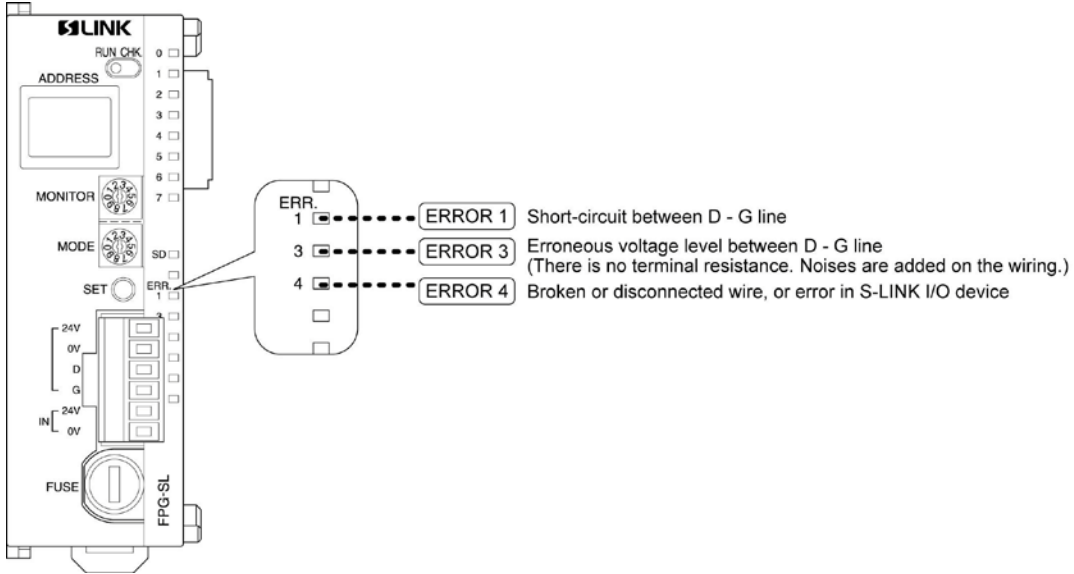 SLINK
RUN CHK
ADDRESS
0
1
2
3
4
5
6
7
MONITOR
MODE
SD
SET
ERR.
1
3
24V
0V
D
G
IN
24V
0V
FUSE
FPG-SL
ERR.
1
ERROR 1 Short-circuit between D - G line
3
ERROR 3 Erroneous voltage level between D - G line
(There is no terminal resistance. Noises are added on the wiring.)
4
ERROR 4 Broken or disconnected wire, or error in S-LINK I/O device